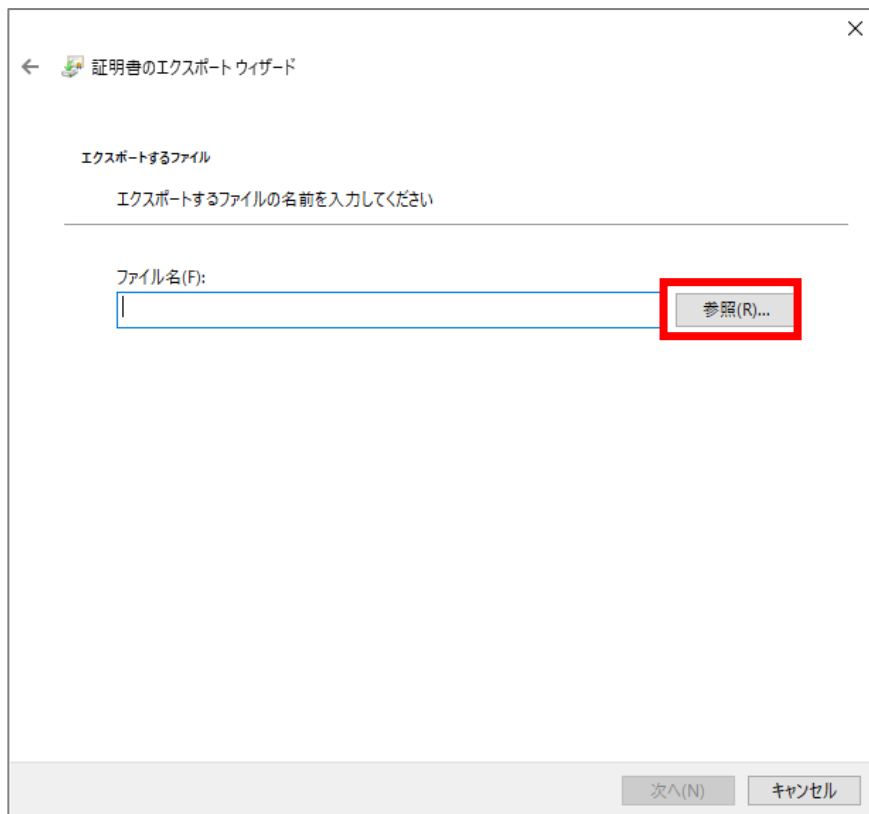 証明書のエクスポート ウィザード
エクスポートするファイル
エクスポートするファイルの名前を入力してください
ファイル名(F):
参照(R)...
次へ(N)
キャンセル